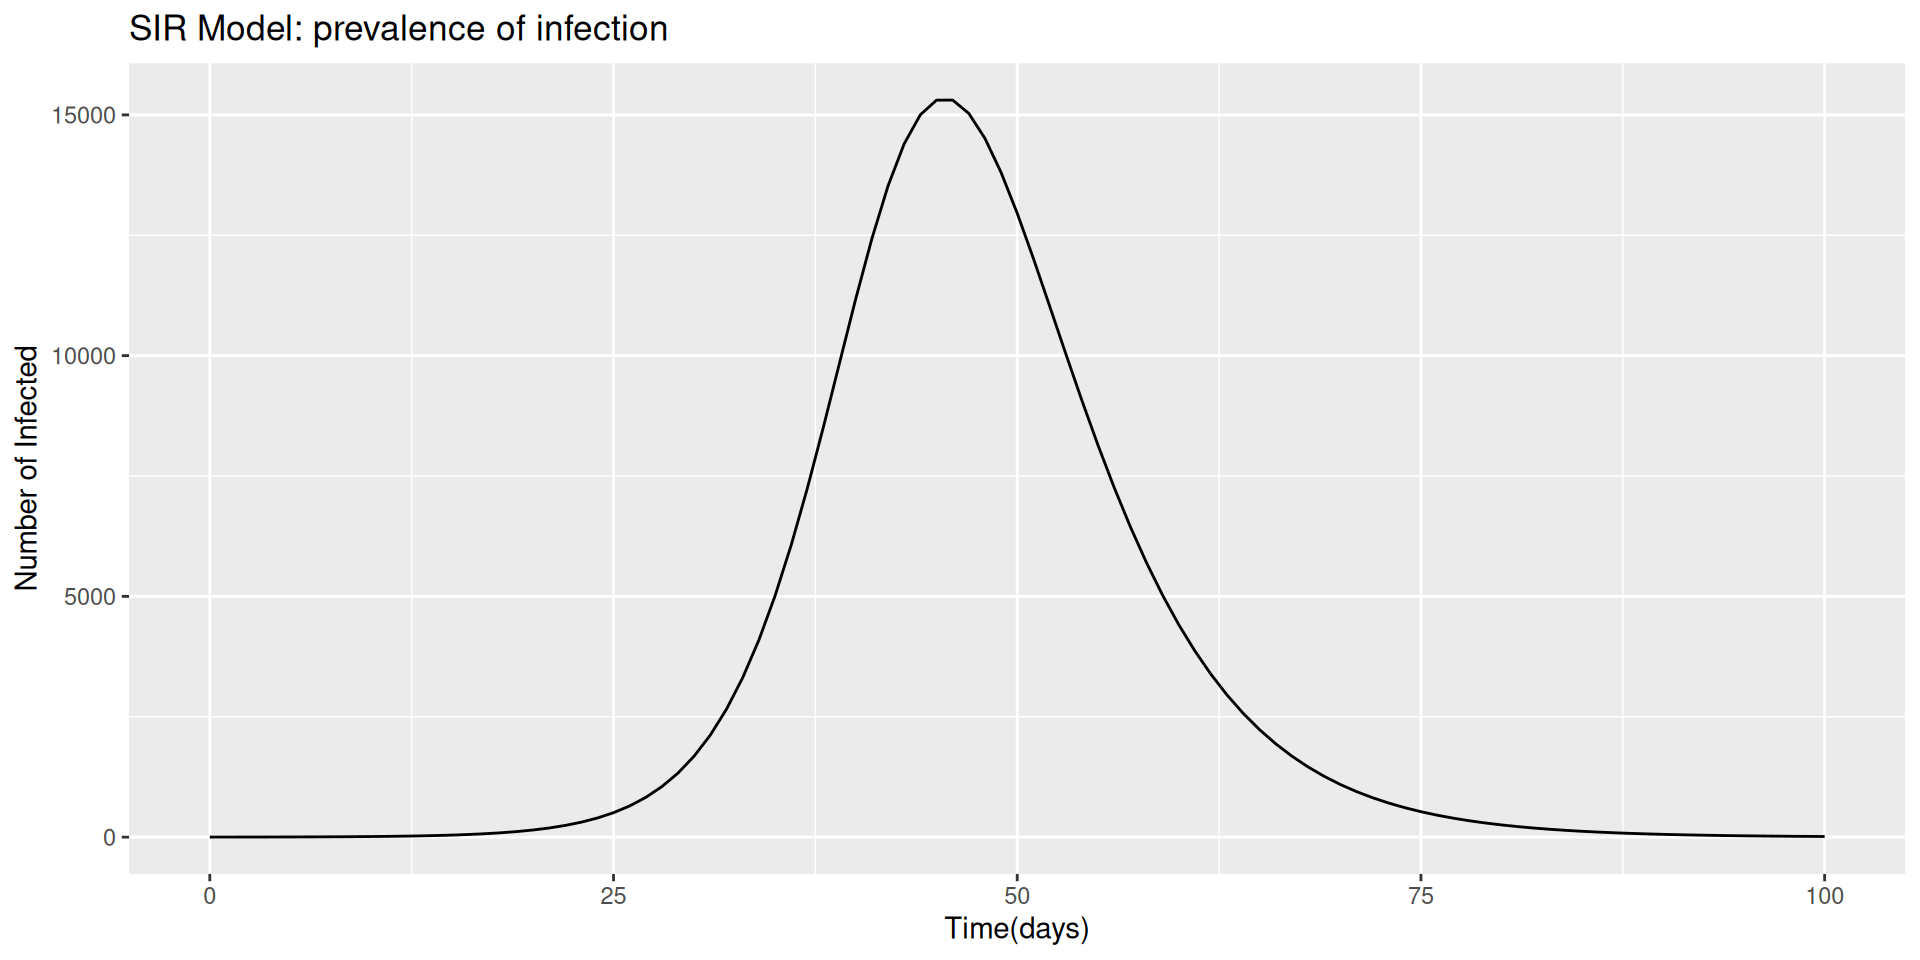 SIR Model: prevalence of infection
15000
10000
5000
0
Number of Infected
0 25 50 75 100
Time(days)